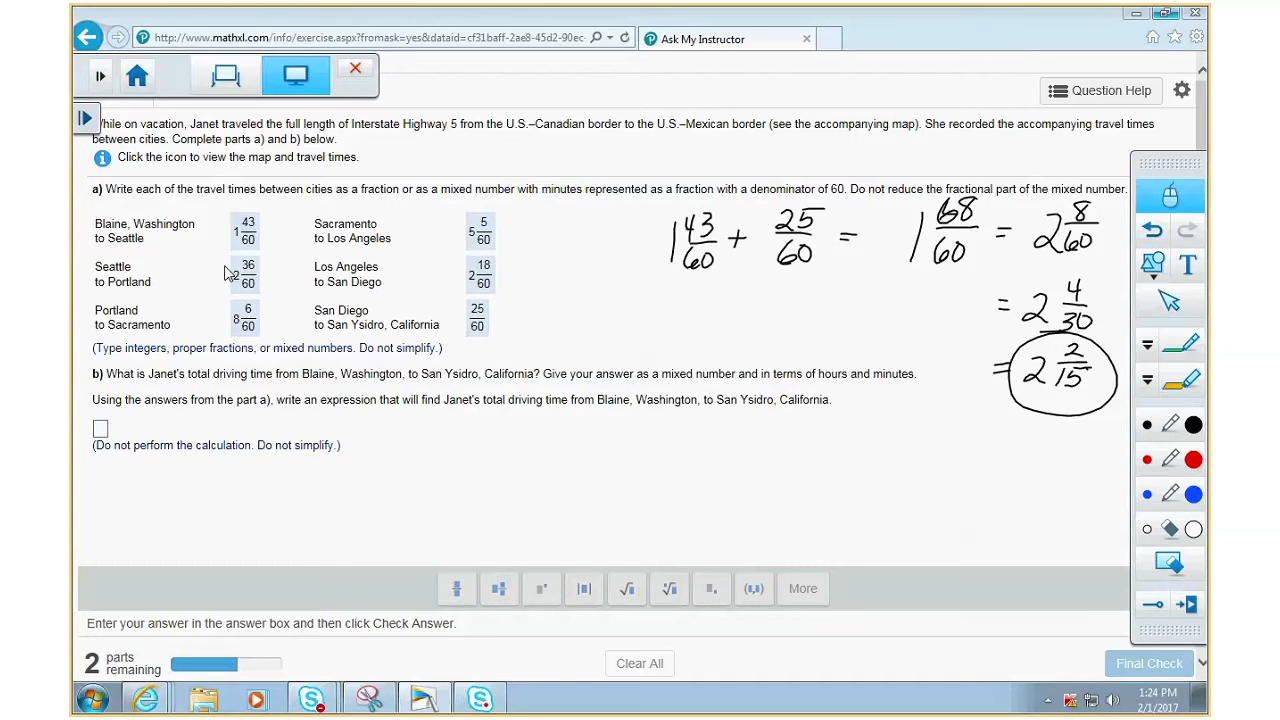 http://www.mathxl.com/info/exercise.aspx?fromask=yes&dataid=cf31baff-2ae8-45d2-90ec-
Ask My Instructor
Question Help
While on vacation, Janet traveled the full length of Interstate Highway 5 from the U.S.–Canadian border to the U.S.–Mexican border (see the accompanying map). She recorded the accompanying travel times
between cities. Complete parts a) and b) below.
Click the icon to view the map and travel times.
a) Write each of the travel times between cities as a fraction or as a mixed number with minutes represented as a fraction with a denominator of 60. Do not reduce the fractional part of the mixed number.
Blaine, Washington to Seattle 1 43/60
Sacramento to Los Angeles 5 5/60
Seattle to Portland 2 36/60
Los Angeles to San Diego 2 18/60
Portland to Sacramento 8 6/60
San Diego to San Ysidro, California 25/60
1 43/60 + 25/60 = 1 68/60 = 2 8/60
= 2 4/30
= 2 2/15
(Type integers, proper fractions, or mixed numbers. Do not simplify.)
b) What is Janet's total driving time from Blaine, Washington, to San Ysidro, California? Give your answer as a mixed number and in terms of hours and minutes.
Using the answers from the part a), write an expression that will find Janet's total driving time from Blaine, Washington, to San Ysidro, California.
(Do not perform the calculation. Do not simplify.)
More
Enter your answer in the answer box and then click Check Answer.
2 parts remaining
Clear All
Final Check
1:24 PM
2/1/2017